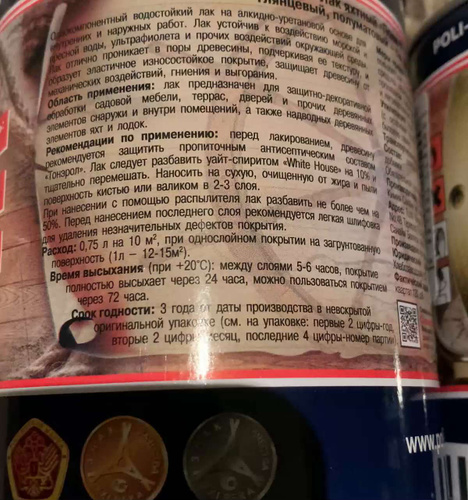 лак яхтный
глянцевый, полуматовый
Однокомпонентный водостойкий лак на алкидно-уретановой основе для
внутренних и наружных работ. Лак устойчив к воздействию морской и
пресной воды, ультрафиолета и прочих воздействий окружающей среды.
отлично проникает в поры древесины, подчеркивая ее текстуру, и
образует эластичное износостойкое покрытие, защищает древесину от
механических воздействий, гниения и выгорания.
Область применения: лак предназначен для защитно-декоративной
обработки садовой мебели, террас, дверей и прочих деревянных
элементов снаружи и внутри помещений, а также надводных деревянных
элементов яхт и лодок.
Рекомендации по применению: перед лакированием, древесину
рекомендуется защитить пропиточным антисептическим составом
«Тонзрол». Лак следует разбавить уайт-спиритом «White House» на 10% и
тщательно перемешать. Наносить на сухую, очищенную от жира и пыли
поверхность кистью или валиком в 2-3 слоя.
При нанесении с помощью распылителя лак разбавить не более чем на
50%. Перед нанесением последнего слоя рекомендуется легкая шлифовка
для удаления незначительных дефектов покрытия.
Расход: 0,75 л на 10 м², при однослойном покрытии на загрунтованную
поверхность (1л – 12-15м²).
Время высыхания (при +20°С): между слоями 5-6 часов, покрытие
полностью высыхает через 24 часа, можно пользоваться покрытием
через 72 часа.
Срок годности: 3 года от даты производства в невскрытой
оригинальной упаковке (см. на упаковке: первые 2 цифры-год,
вторые 2 цифры-месяц, последние 4 цифры-номер партии
POLI-
www.po